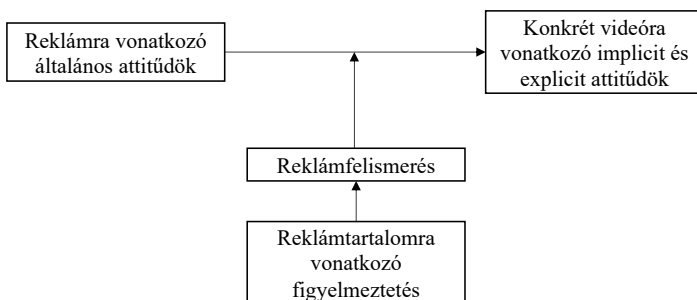 Reklámra vonatkozó
általános attitűdök
Konkrét videóra
vonatkozó implicit és
explicit attitűdök
Reklámfelismerés
Reklámtartalomra
vonatkozó
figyelmeztetés